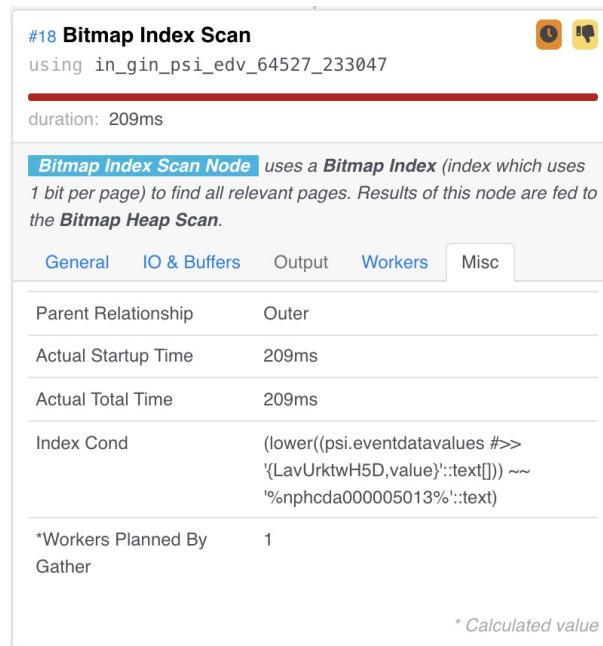 #18 Bitmap Index Scan
using in_gin_psi_edv_64527_233047
duration: 209ms
Bitmap Index Scan Node uses a Bitmap Index (index which uses
1 bit per page) to find all relevant pages. Results of this node are fed to
the Bitmap Heap Scan.
General IO & Buffers Output Workers Misc
Parent Relationship Outer
Actual Startup Time 209ms
Actual Total Time 209ms
Index Cond (lower((psi.eventdatavalues #>>
'{LavUrktwH5D,value}'::text[])) ~~
'%nphcda000005013%'::text)
*Workers Planned By 1
Gather
* Calculated value